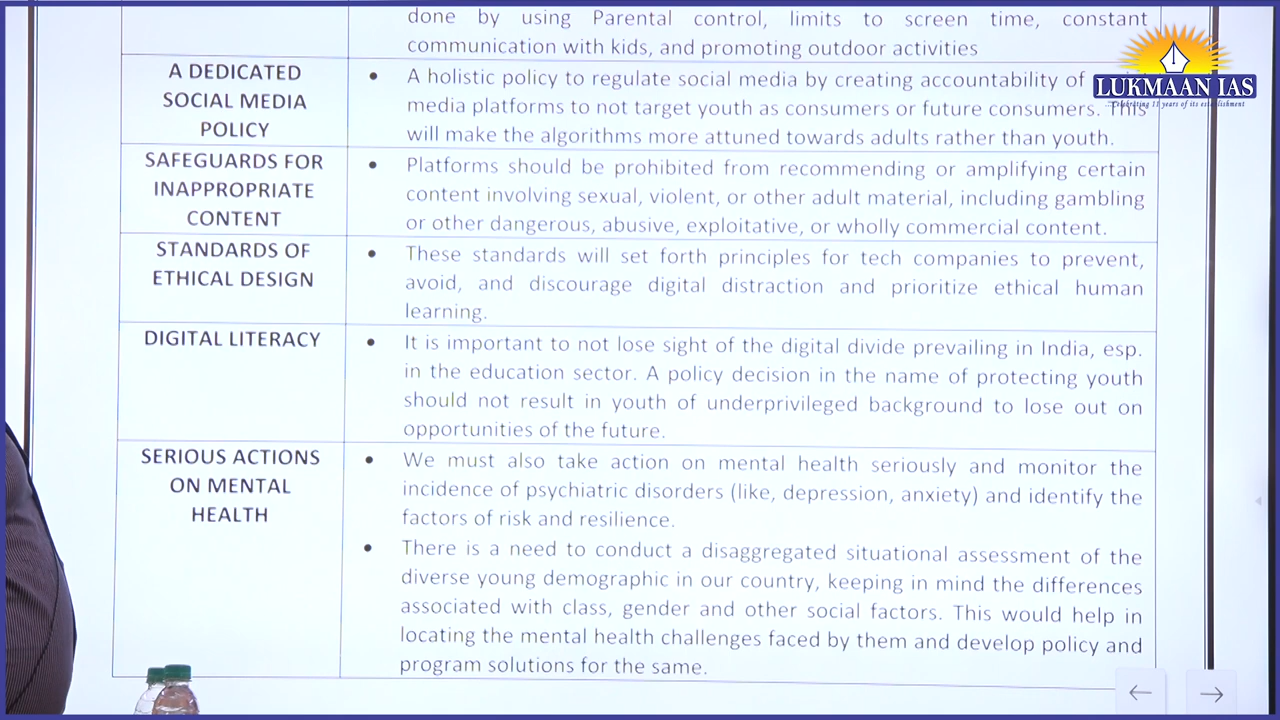 done by using Parental control, limits to screen time, constant
communication with kids, and promoting outdoor activities
A DEDICATED
SOCIAL MEDIA
POLICY
• A holistic policy to regulate social media by creating accountability of
media platforms to not target youth as consumers or future consumers. This
will make the algorithms more attuned towards adults rather than youth.
SAFEGUARDS FOR
INAPPROPRIATE
CONTENT
• Platforms should be prohibited from recommending or amplifying certain
content involving sexual, violent, or other adult material, including gambling
or other dangerous, abusive, exploitative, or wholly commercial content.
STANDARDS OF
ETHICAL DESIGN
• These standards will set forth principles for tech companies to prevent,
avoid, and discourage digital distraction and prioritize ethical human
learning.
DIGITAL LITERACY
• It is important to not lose sight of the digital divide prevailing in India, esp.
in the education sector. A policy decision in the name of protecting youth
should not result in youth of underprivileged background to lose out on
opportunities of the future.
SERIOUS ACTIONS
ON MENTAL
HEALTH
• We must also take action on mental health seriously and monitor the
incidence of psychiatric disorders (like, depression, anxiety) and identify the
factors of risk and resilience.
• There is a need to conduct a disaggregated situational assessment of the
diverse young demographic in our country, keeping in mind the differences
associated with class, gender and other social factors. This would help in
locating the mental health challenges faced by them and develop policy and
program solutions for the same.
LUKMAAN IAS
...Celebrating 11 years of its establishment